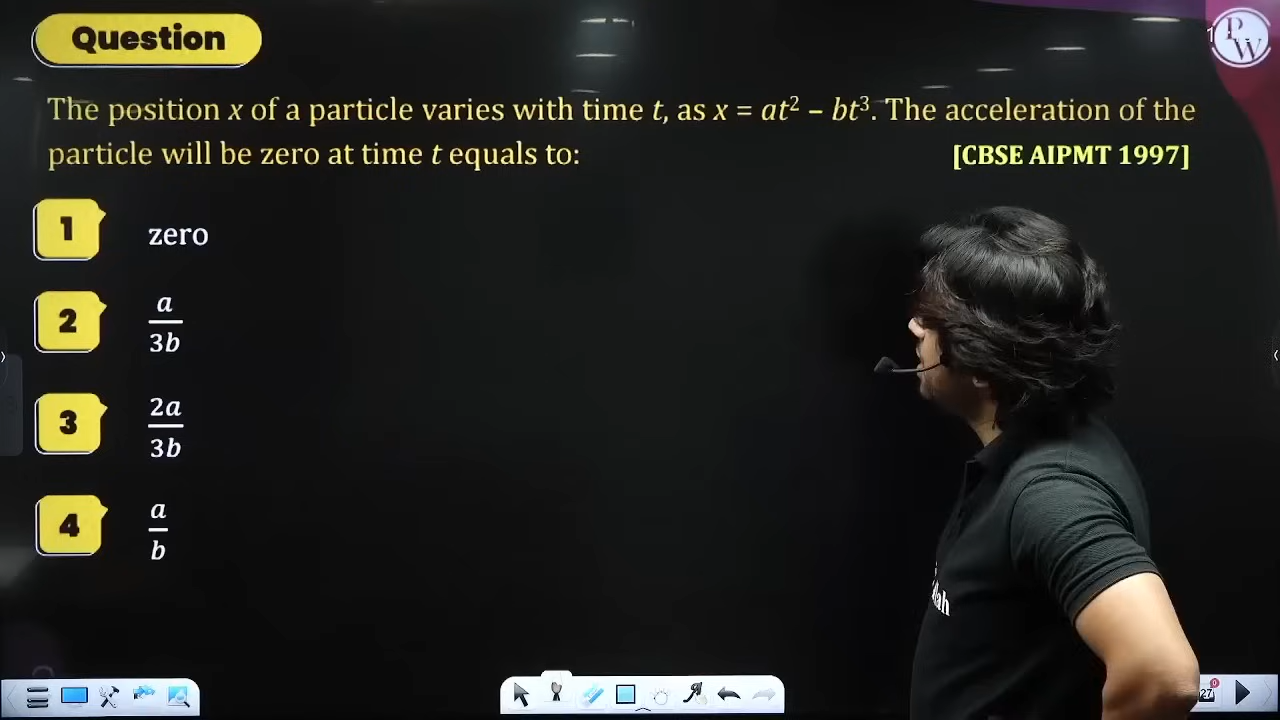 Question
The position x of a particle varies with time t, as x = at² – bt³. The acceleration of the
particle will be zero at time t equals to:
[CBSE AIPMT 1997]
1
zero
2
a/3b
3
2a/3b
4
a/b
P
W
27